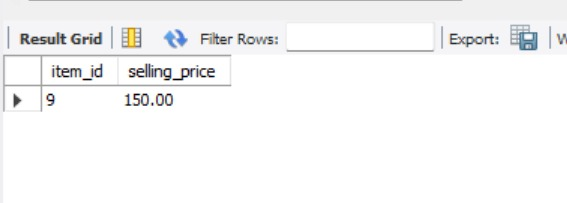 Result Grid Filter Rows: Export: W
item_id selling_price
9 150.00